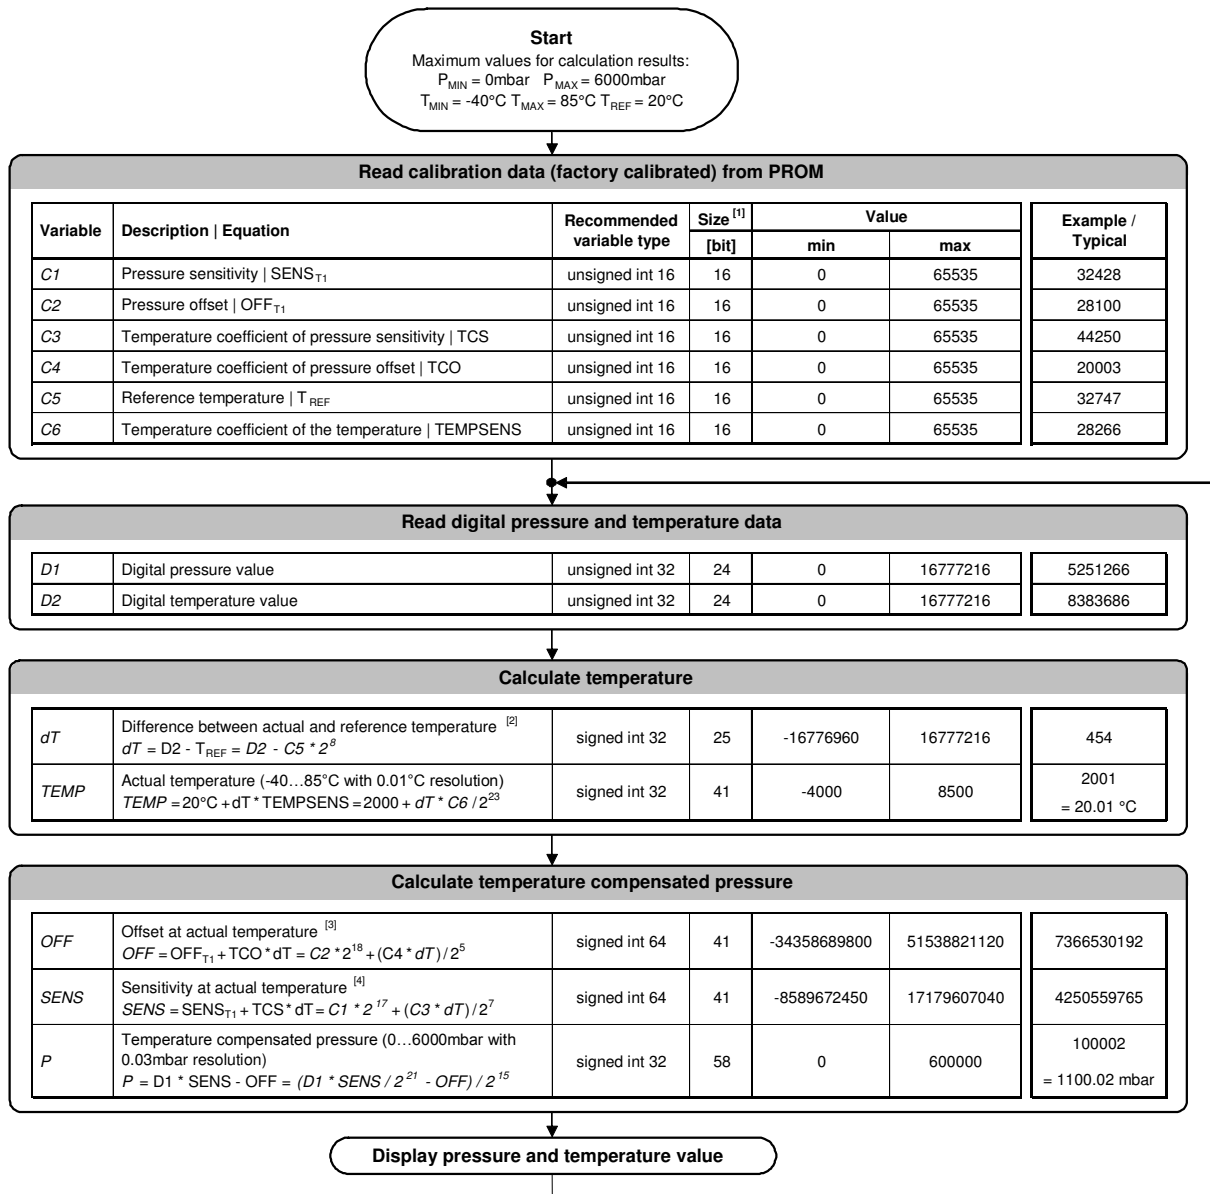 Start
Maximum values for calculation results:
P_MIN = 0mbar P_MAX = 6000mbar
T_MIN = -40°C T_MAX = 85°C T_REF = 20°C
Read calibration data (factory calibrated) from PROM
Variable Description | Equation Recommended variable type Size [1] [bit] Value min max Example / Typical
C1 Pressure sensitivity | SENS_T1 unsigned int 16 16 0 65535 32428
C2 Pressure offset | OFF_T1 unsigned int 16 16 0 65535 28100
C3 Temperature coefficient of pressure sensitivity | TCS unsigned int 16 16 0 65535 44250
C4 Temperature coefficient of pressure offset | TCO unsigned int 16 16 0 65535 20003
C5 Reference temperature | T_REF unsigned int 16 16 0 65535 32747
C6 Temperature coefficient of the temperature | TEMPSENS unsigned int 16 16 0 65535 28266
Read digital pressure and temperature data
D1 Digital pressure value unsigned int 32 24 0 16777216 5251266
D2 Digital temperature value unsigned int 32 24 0 16777216 8383686
Calculate temperature
dT Difference between actual and reference temperature [2]
dT = D2 - T_REF = D2 - C5 * 2^8 signed int 32 25 -16776960 16777216 454
TEMP Actual temperature (-40…85°C with 0.01°C resolution)
TEMP = 20°C + dT * TEMPSENS = 2000 + dT * C6 / 2^23 signed int 32 41 -4000 8500 2001
= 20.01 °C
Calculate temperature compensated pressure
OFF Offset at actual temperature [3]
OFF = OFF_T1 + TCO * dT = C2 * 2^18 + (C4 * dT) / 2^5 signed int 64 41 -34358689800 51538821120 7366530192
SENS Sensitivity at actual temperature [4]
SENS = SENS_T1 + TCS * dT = C1 * 2^17 + (C3 * dT) / 2^7 signed int 64 41 -8589672450 17179607040 4250559765
P Temperature compensated pressure (0…6000mbar with
0.03mbar resolution)
P = D1 * SENS - OFF = (D1 * SENS / 2^21 - OFF) / 2^15 signed int 32 58 0 600000 100002
= 1100.02 mbar
Display pressure and temperature value